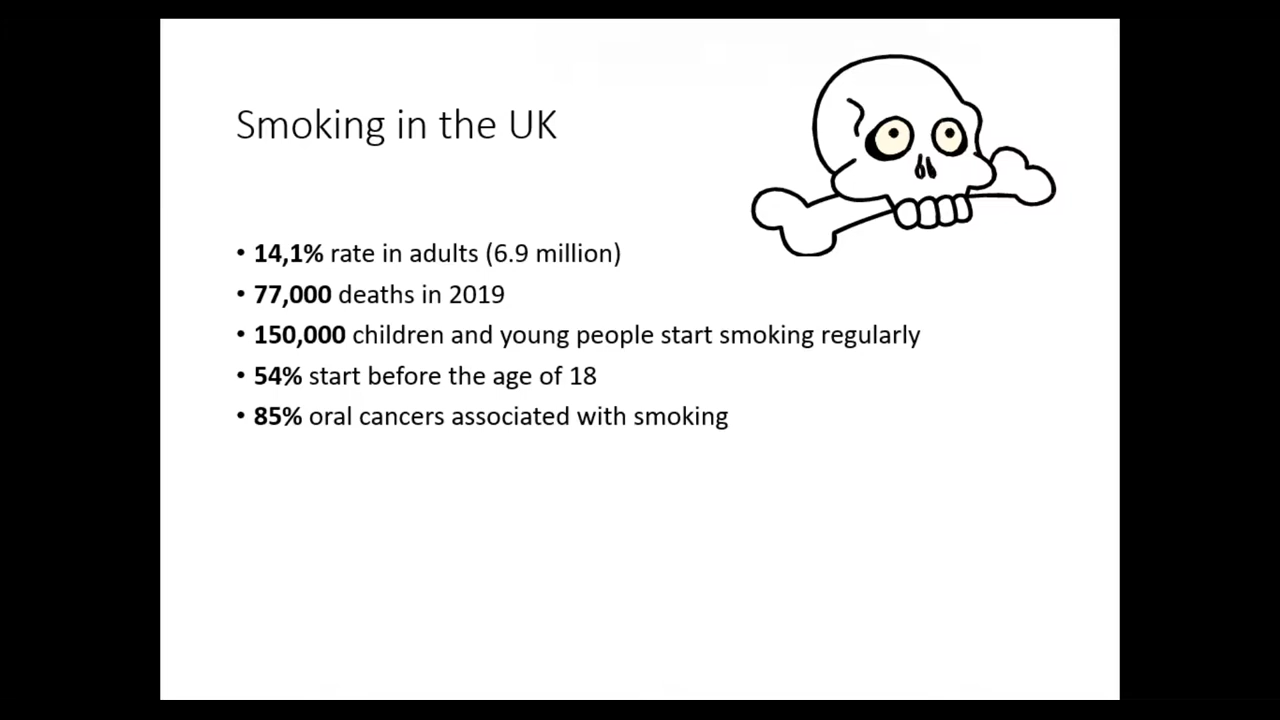 Smoking in the UK
• 14,1% rate in adults (6.9 million)
• 77,000 deaths in 2019
• 150,000 children and young people start smoking regularly
• 54% start before the age of 18
• 85% oral cancers associated with smoking